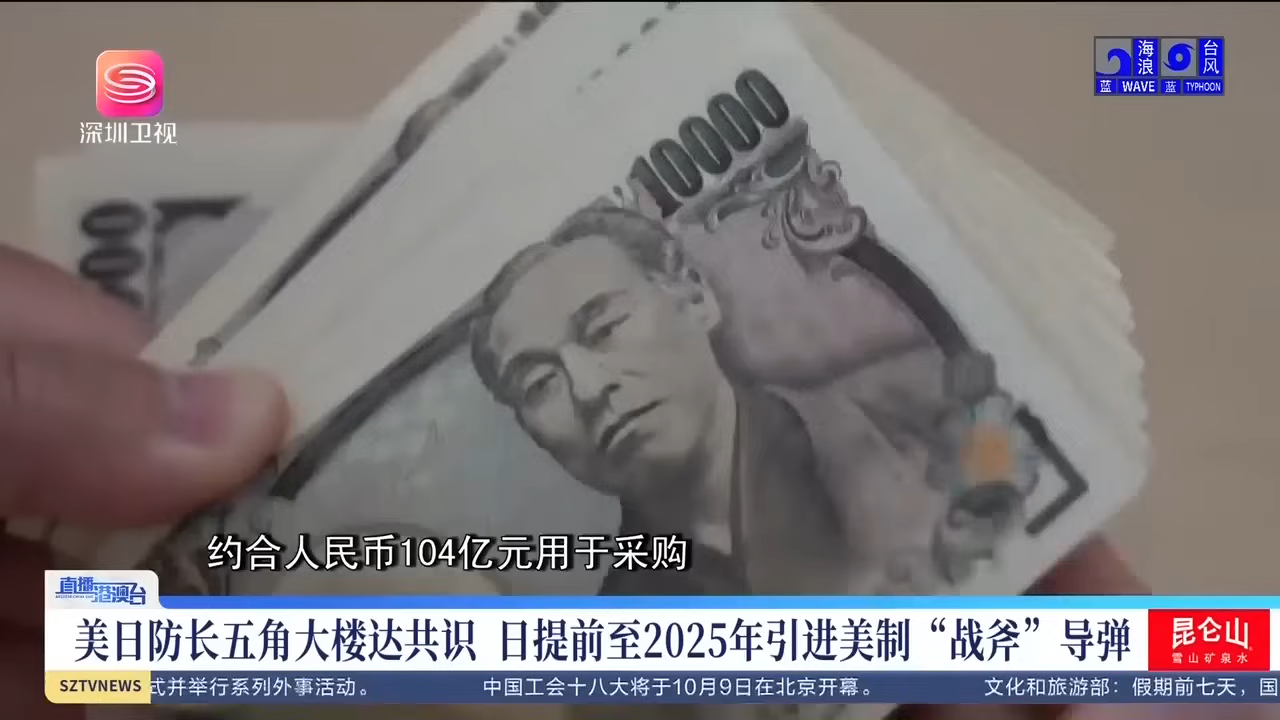 深圳卫视
海浪
蓝 WAVE
台风
蓝 TYPHOON
10000
约合人民币104亿元用于采购
直播港澳台
美日防长五角大楼达共识 日提前至2025年引进美制“战斧”导弹
昆仑山
雪山矿泉水
SZTVNEWS
式并举行系列外事活动。 中国工会十八大将于10月9日在北京开幕。 文化和旅游部：假期前七天，国